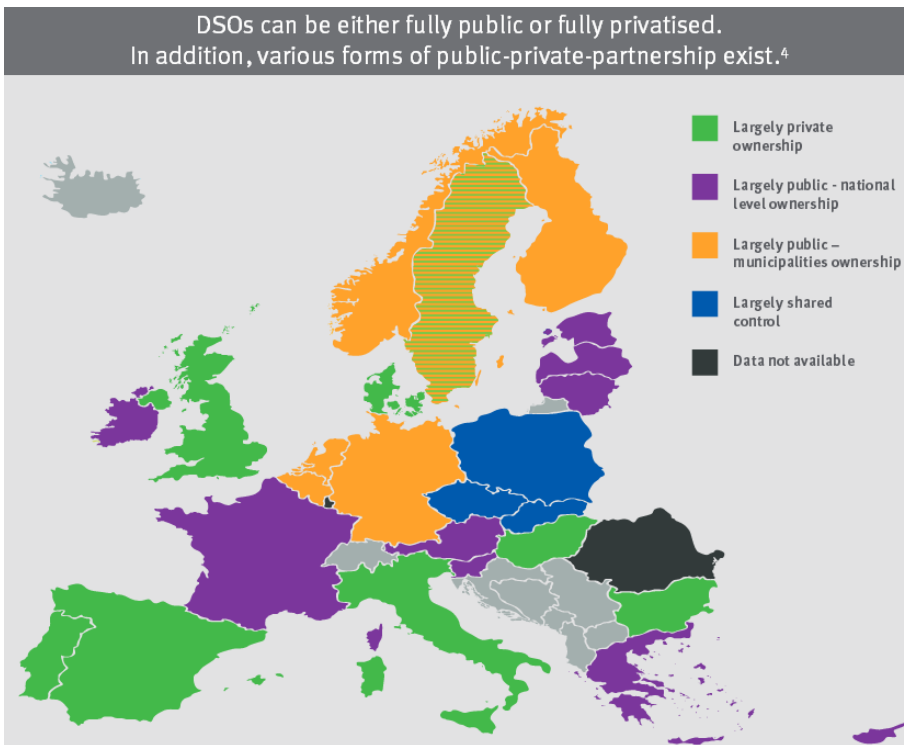 DSOs can be either fully public or fully privatised.
In addition, various forms of public-private-partnership exist.⁴
Largely private
ownership
Largely public - national
level ownership
Largely public –
municipalities ownership
Largely shared
control
Data not available